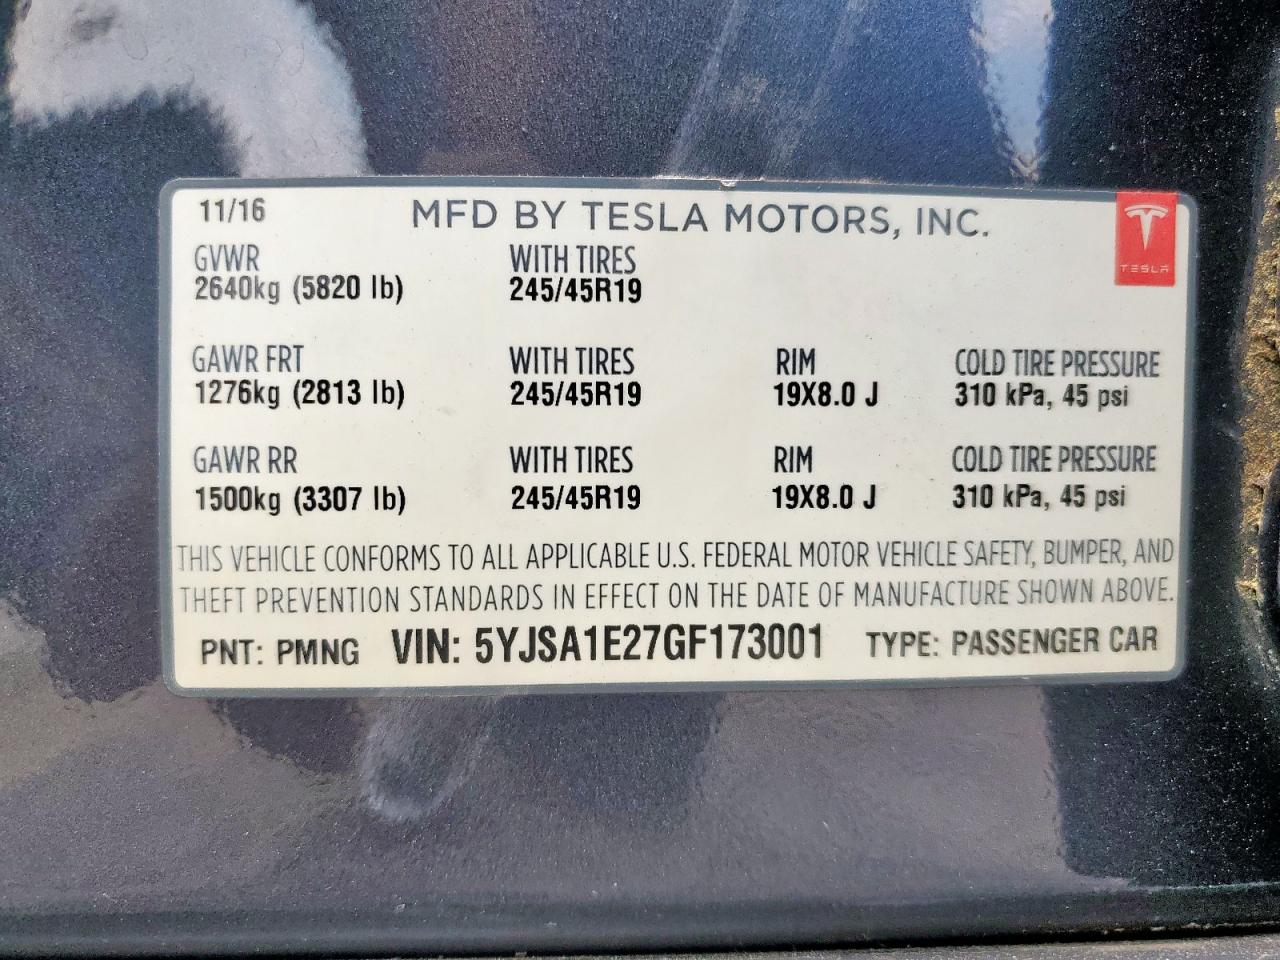 11/16 MFD BY TESLA MOTORS, INC.
TESLA
GVWR WITH TIRES
2640kg (5820 lb) 245/45R19
GAWR FRT WITH TIRES RIM COLD TIRE PRESSURE
1276kg (2813 lb) 245/45R19 19X8.0 J 310 kPa, 45 psi
GAWR RR WITH TIRES RIM COLD TIRE PRESSURE
1500kg (3307 lb) 245/45R19 19X8.0 J 310 kPa, 45 psi
THIS VEHICLE CONFORMS TO ALL APPLICABLE U.S. FEDERAL MOTOR VEHICLE SAFETY, BUMPER, AND
THEFT PREVENTION STANDARDS IN EFFECT ON THE DATE OF MANUFACTURE SHOWN ABOVE.
PNT: PMNG VIN: 5YJSA1E27GF173001 TYPE: PASSENGER CAR